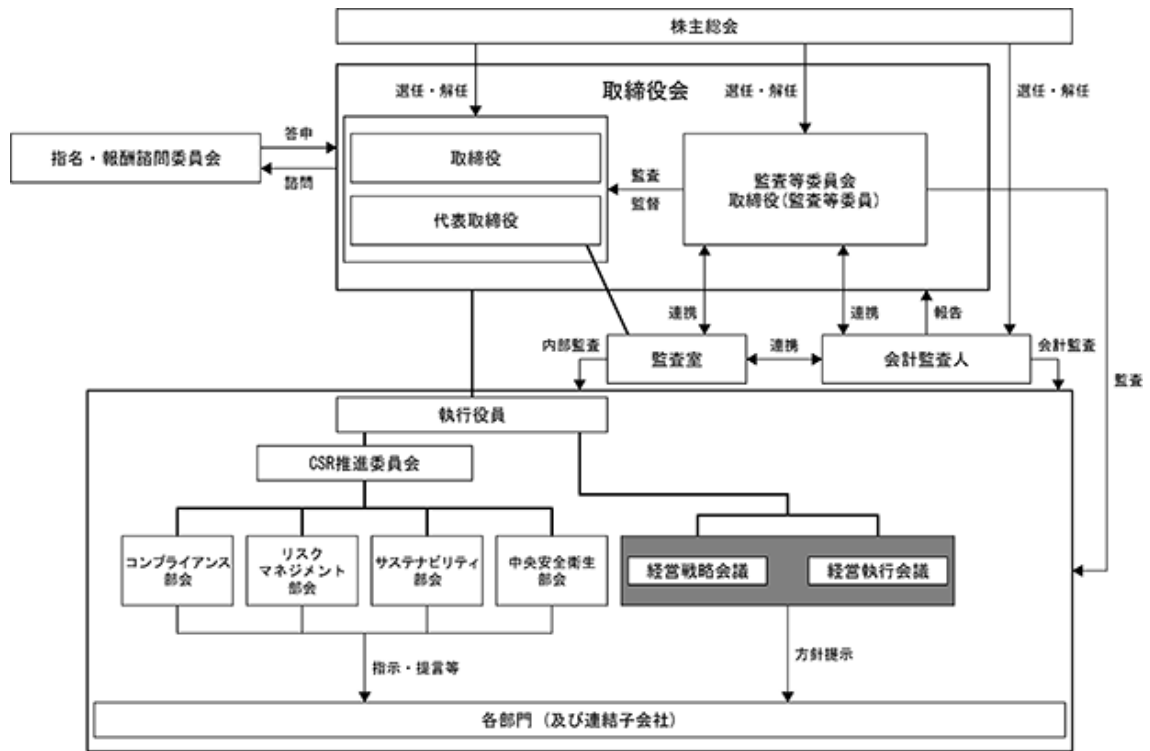 株主総会
選任・解任
取締役会
選任・解任
選任・解任
答申
指名・報酬諮問委員会
諮問
取締役
代表取締役
監査
監督
監査等委員会
取締役(監査等委員)
連携
連携
報告
内部監査
監査室
連携
会計監査人
会計監査
監査
執行役員
CSR推進委員会
コンプライアンス
部会
リスク
マネジメント
部会
サステナビリティ
部会
中央安全衛生
部会
経営戦略会議
経営執行会議
指示・提言等
方針提示
各部門（及び連結子会社）